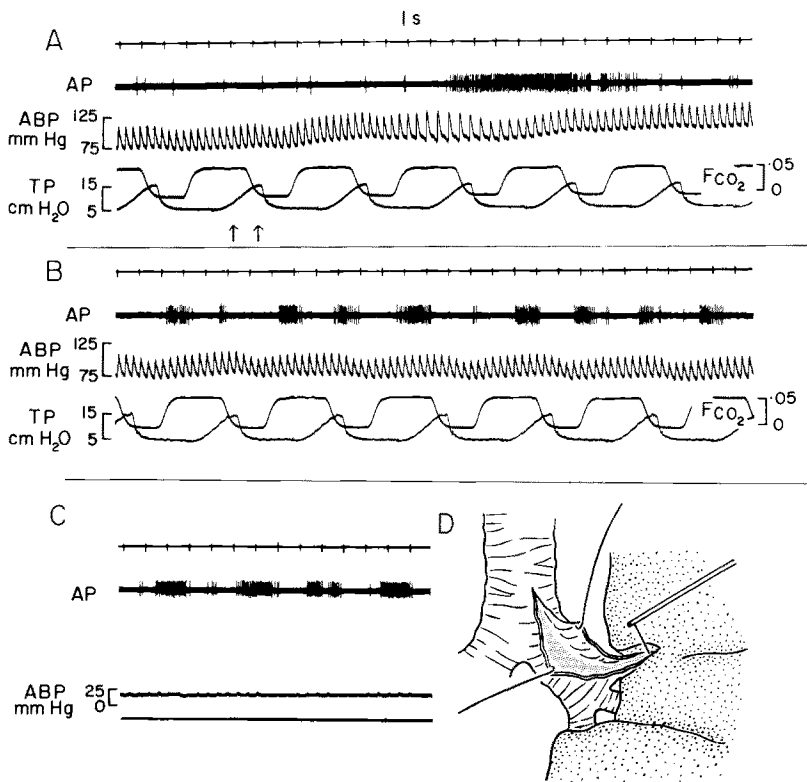 1 s
A
AP
ABP 125
mm Hg 75
TP 15
cm H₂O 5
FCO₂ .05
0
↑ ↑
B
AP
ABP 125
mm Hg 75
TP 15
cm H₂O 5
FCO₂ .05
0
C
D
AP
ABP 25
mm Hg 0